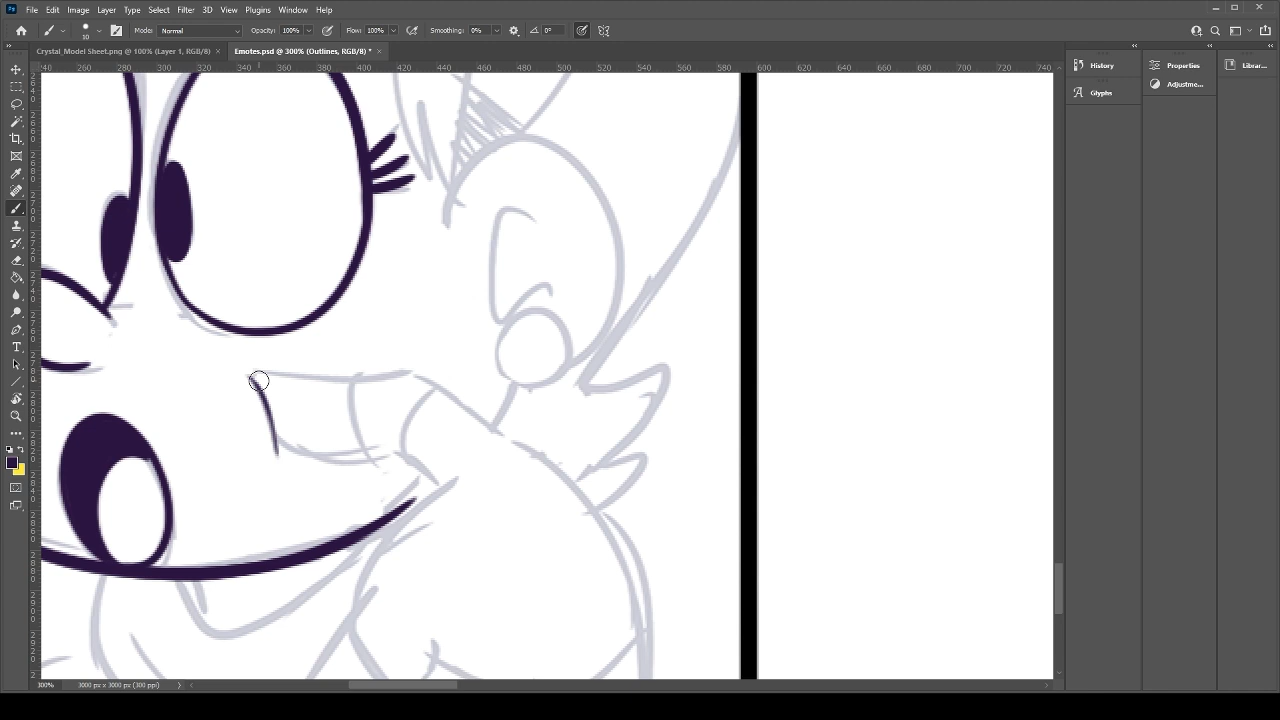 Ps File Edit Image Layer Type Select Filter 3D View Plugins Window Help
10 Mode: Normal Opacity: 100% Flow: 100% Smoothing: 0% 0°
Crystal_Model Sheet.png @ 100% (Layer 1, RGB/8) × Emotes.psd @ 300% (Outlines, RGB/8) * ×
260 280 300 320 340 360 380 400 420 440 460 480 500 520 540 560 580 600 620 640 660 680 700 720 740
History
Glyphs
Properties
Adjustme...
Librar...
300% 3000 px x 3000 px (300 ppi)